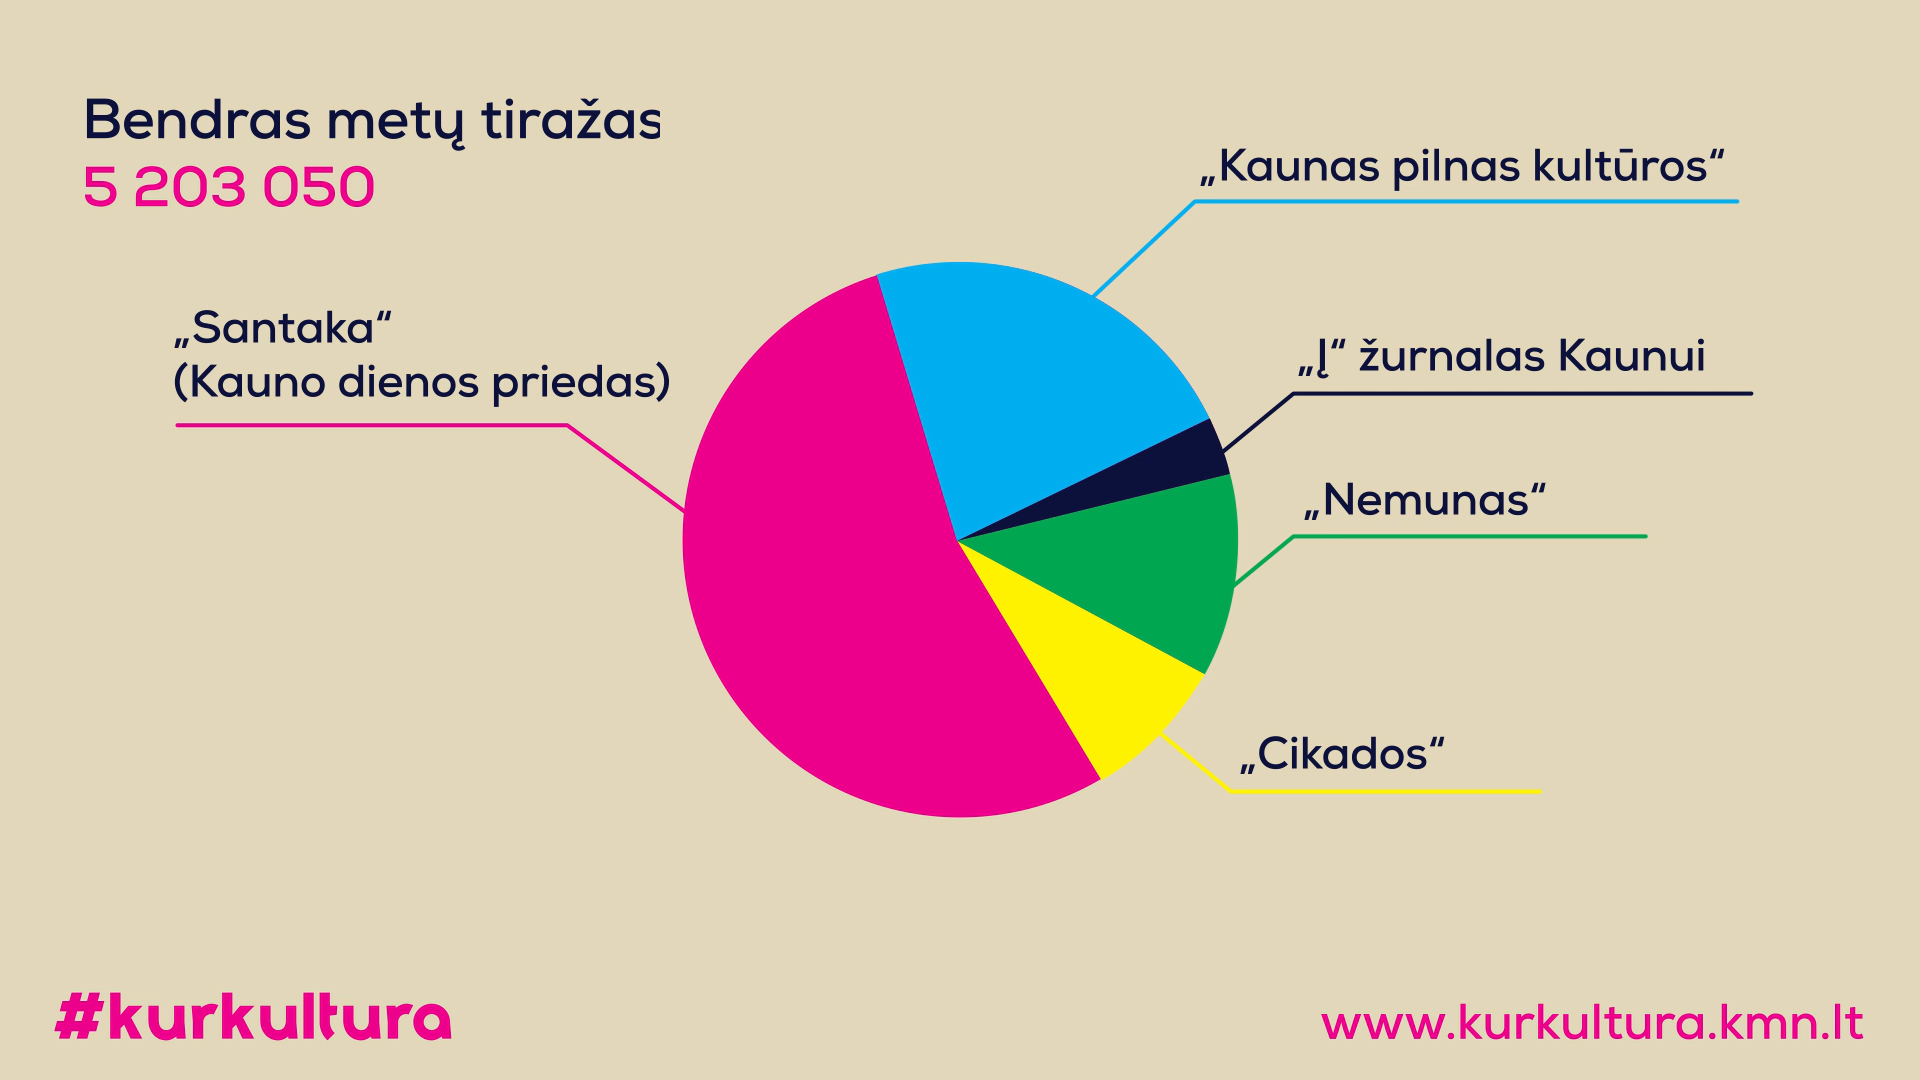 Bendras metų tiražas
5 203 050
„Kaunas pilnas kultūros“
„Santaka“
(Kauno dienos priedas)
„Į“ žurnalas Kaunui
„Nemunas“
„Cikados“
#kurkultura
www.kurkultura.kmn.lt